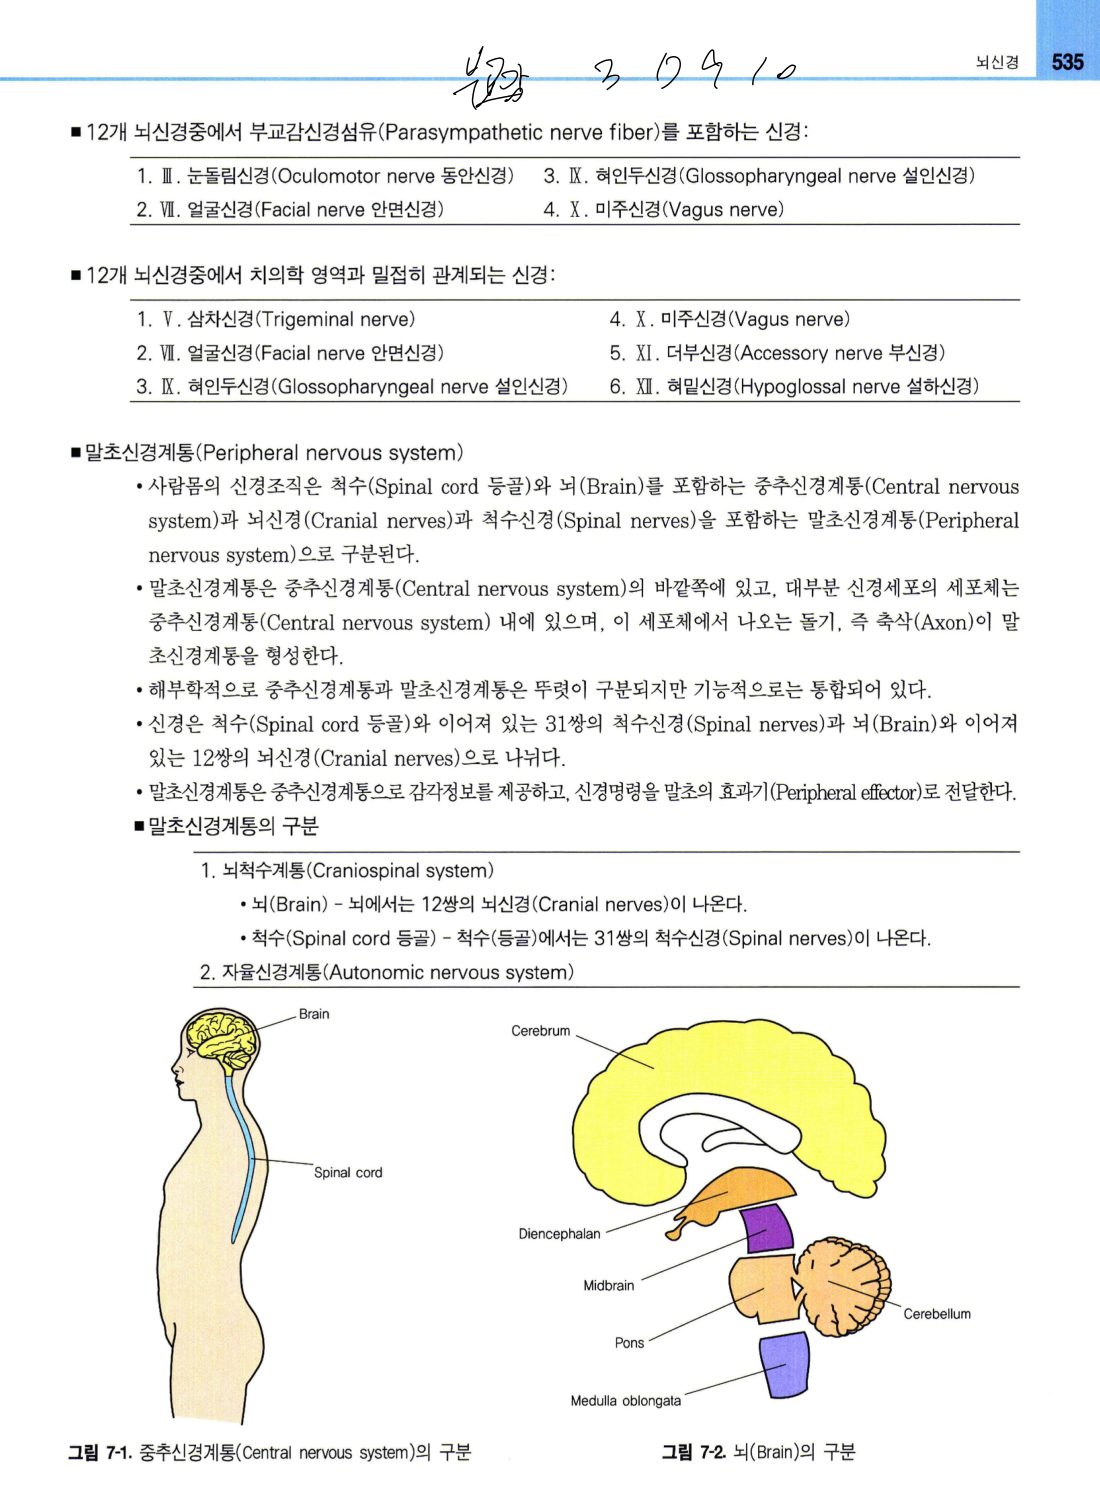 뇌신경 535
부교감 3 7 9 10
■ 12개 뇌신경중에서 부교감신경섬유(Parasympathetic nerve fiber)를 포함하는 신경:
1. Ⅲ. 눈돌림신경(Oculomotor nerve 동안신경) 3. Ⅸ. 혀인두신경(Glossopharyngeal nerve 설인신경)
2. Ⅶ. 얼굴신경(Facial nerve 안면신경) 4. Ⅹ. 미주신경(Vagus nerve)
■ 12개 뇌신경중에서 치의학 영역과 밀접히 관계되는 신경:
1. Ⅴ. 삼차신경(Trigeminal nerve) 4. Ⅹ. 미주신경(Vagus nerve)
2. Ⅶ. 얼굴신경(Facial nerve 안면신경) 5. Ⅺ. 더부신경(Accessory nerve 부신경)
3. Ⅸ. 혀인두신경(Glossopharyngeal nerve 설인신경) 6. Ⅻ. 혀밑신경(Hypoglossal nerve 설하신경)
■ 말초신경계통(Peripheral nervous system)
• 사람몸의 신경조직은 척수(Spinal cord 등골)와 뇌(Brain)를 포함하는 중추신경계통(Central nervous
system)과 뇌신경(Cranial nerves)과 척수신경(Spinal nerves)을 포함하는 말초신경계통(Peripheral
nervous system)으로 구분된다.
• 말초신경계통은 중추신경계통(Central nervous system)의 바깥쪽에 있고, 대부분 신경세포의 세포체는
중추신경계통(Central nervous system) 내에 있으며, 이 세포체에서 나오는 돌기, 즉 축삭(Axon)이 말
초신경계통을 형성한다.
• 해부학적으로 중추신경계통과 말초신경계통은 뚜렷이 구분되지만 기능적으로는 통합되어 있다.
• 신경은 척수(Spinal cord 등골)와 이어져 있는 31쌍의 척수신경(Spinal nerves)과 뇌(Brain)와 이어져
있는 12쌍의 뇌신경(Cranial nerves)으로 나뉘다.
• 말초신경계통은 중추신경계통으로 감각정보를 제공하고, 신경명령을 말초의 효과기(Peripheral effector)로 전달한다.
■ 말초신경계통의 구분
1. 뇌척수계통(Craniospinal system)
• 뇌(Brain) - 뇌에서는 12쌍의 뇌신경(Cranial nerves)이 나온다.
• 척수(Spinal cord 등골) - 척수(등골)에서는 31쌍의 척수신경(Spinal nerves)이 나온다.
2. 자율신경계통(Autonomic nervous system)
Brain
Spinal cord
Cerebrum
Diencephalan
Midbrain
Pons
Cerebellum
Medulla oblongata
그림 7-1. 중추신경계통(Central nervous system)의 구분
그림 7-2. 뇌(Brain)의 구분